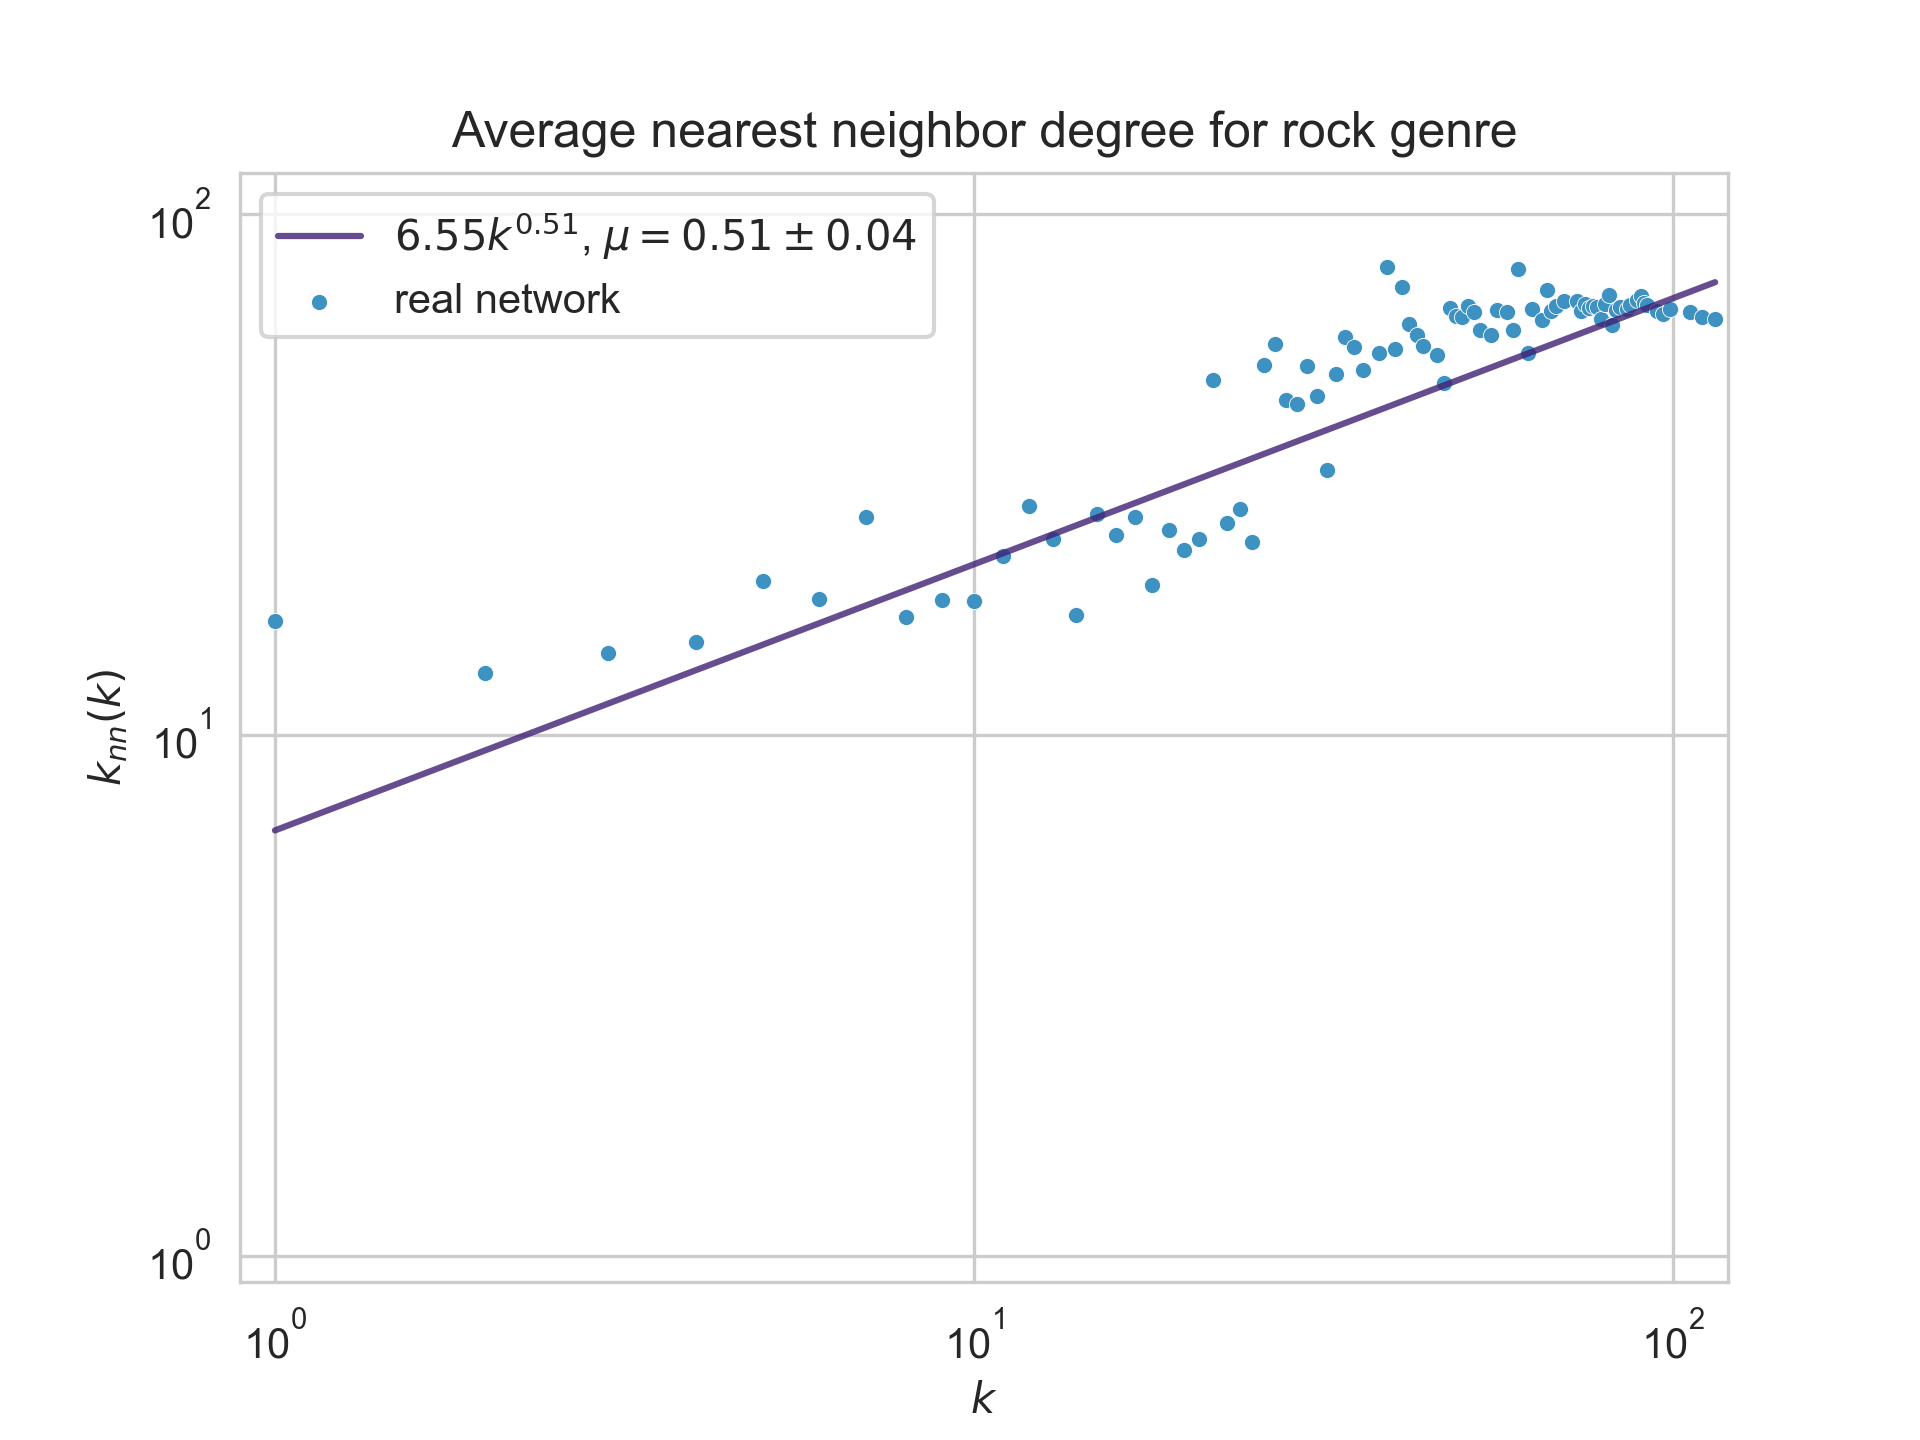 Average nearest neighbor degree for rock genre
6.55k^0.51, μ = 0.51 ± 0.04
real network
10^2
10^1
10^0
k_nn(k)
10^0
10^1
10^2
k